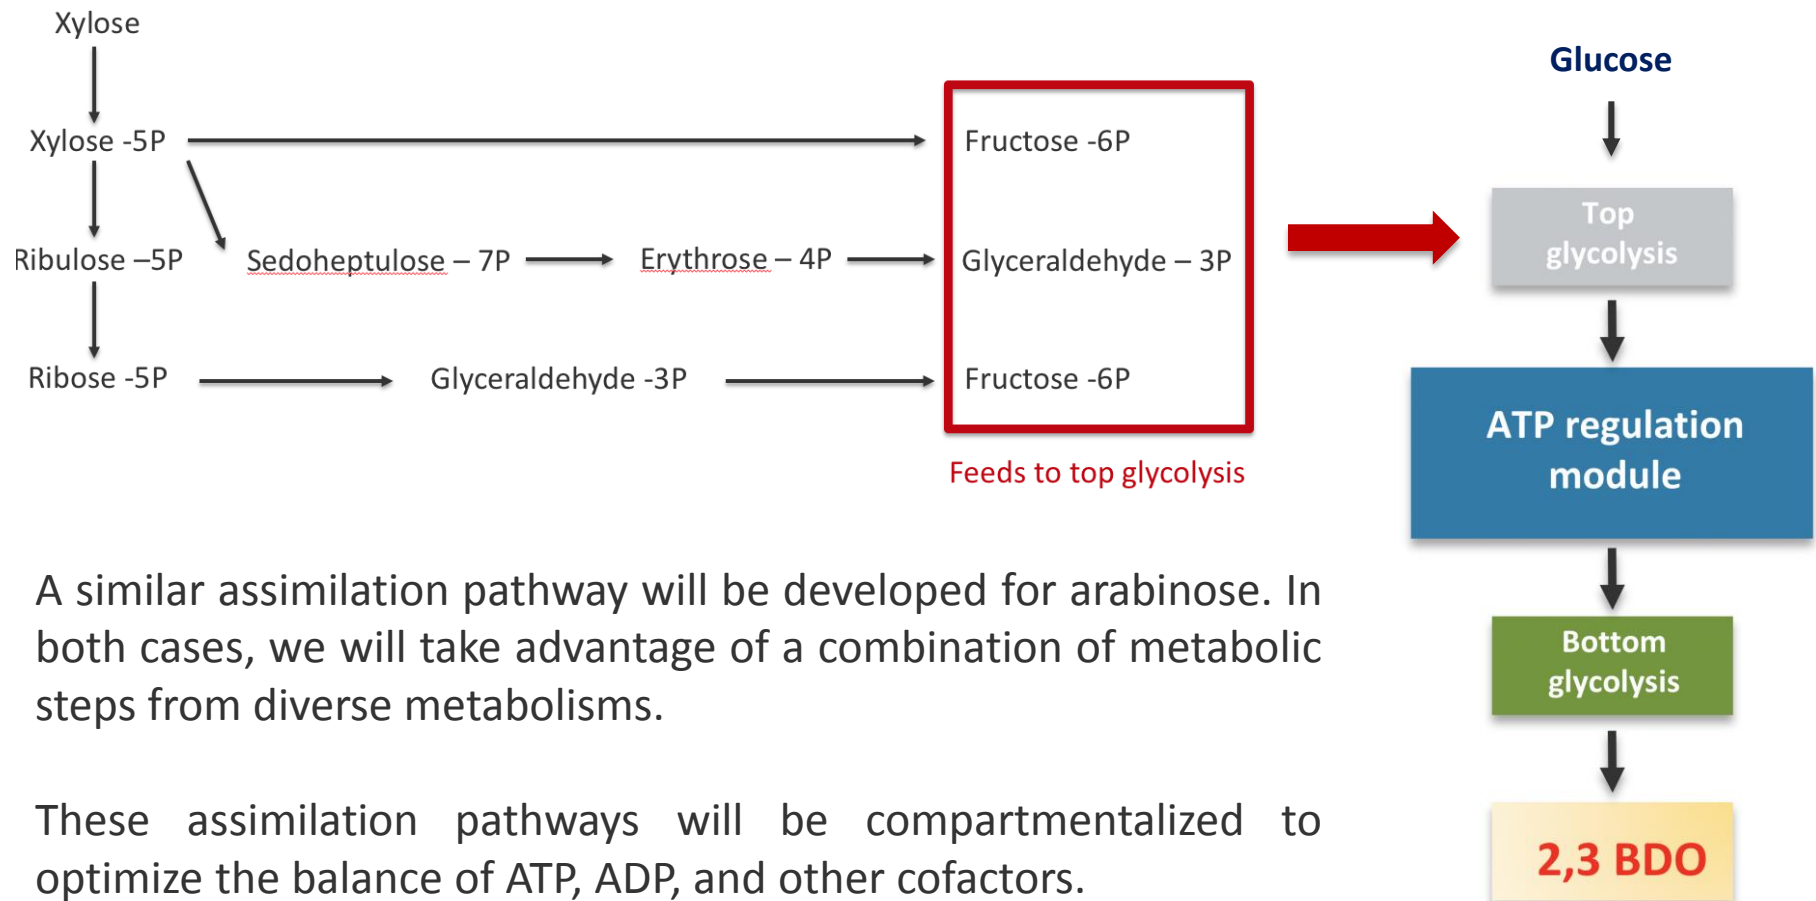 Xylose
Glucose
Xylose -5P
Fructose -6P
Top
glycolysis
Ribulose –5P
Sedoheptulose – 7P
Erythrose – 4P
Glyceraldehyde – 3P
Ribose -5P
Glyceraldehyde -3P
Fructose -6P
ATP regulation
module
Feeds to top glycolysis
A similar assimilation pathway will be developed for arabinose. In
both cases, we will take advantage of a combination of metabolic
steps from diverse metabolisms.
Bottom
glycolysis
These assimilation pathways will be compartmentalized to
optimize the balance of ATP, ADP, and other cofactors.
2,3 BDO